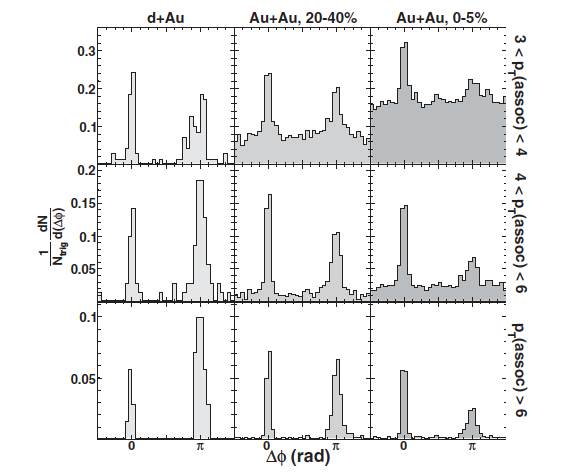 d+Au Au+Au, 20-40% Au+Au, 0-5%
0.3
0.2
0.1
3 < pT(assoc) < 4
0.2
0.15
0.1
0.05
4 < pT(assoc) < 6
1 dN
Ntrig d(Δϕ)
0.1
0.05
pT(assoc) > 6
0 π 0 π 0 π
Δϕ (rad)